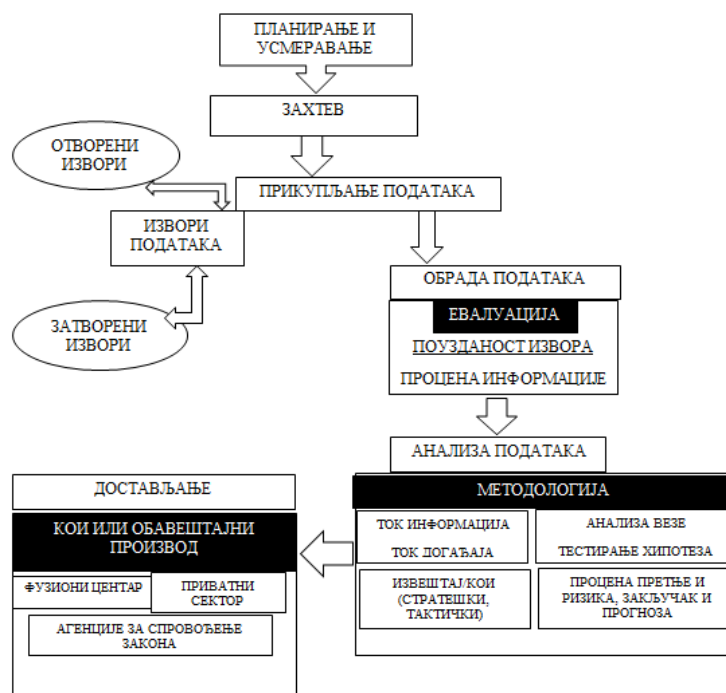 ПЛАНИРАЊЕ И
УСМЕРАВАЊЕ
ЗАХТЕВ
ОТВОРЕНИ
ИЗВОРИ
ПРИКУПЉАЊЕ ПОДАТАКА
ИЗВОРИ
ПОДАТАКА
ЗАТВОРЕНИ
ИЗВОРИ
ОБРАДА ПОДАТАКА
ЕВАЛУАЦИЈА
ПОУЗДАНОСТ ИЗВОРА
ПРОЦЕНА ИНФОРМАЦИЈЕ
АНАЛИЗА ПОДАТАКА
МЕТОДОЛОГИЈА
ТОК ИНФОРМАЦИЈА
ТОК ДОГАЂАЈА
АНАЛИЗА ВЕЗЕ
ТЕСТИРАЊЕ ХИПОТЕЗА
ИЗВЕШТАЈ/КОИ
(СТРАТЕШКИ,
ТАКТИЧКИ)
ПРОЦЕНА ПРЕТЊЕ И
РИЗИКА, ЗАКЉУЧАК И
ПРОГНОЗА
ДОСТАВЉАЊЕ
КОИ ИЛИ ОБАВЕШТАЈНИ
ПРОИЗВОД
ФУЗИОНИ ЦЕНТАР
ПРИВАТНИ
СЕКТОР
АГЕНЦИЈЕ ЗА СПРОВОЂЕЊЕ
ЗАКОНА